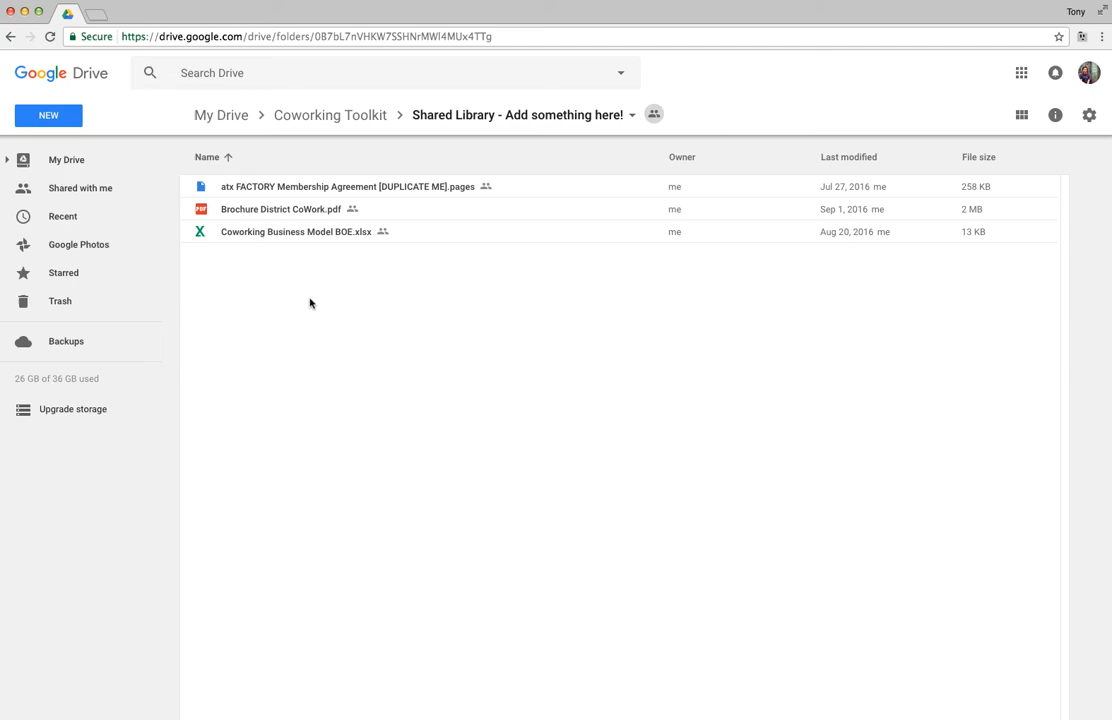 Tony
Secure https://drive.google.com/drive/folders/0B7bL7nVHKW7SSHNrMWl4MUx4TTg
Google Drive
Search Drive
NEW
My Drive > Coworking Toolkit > Shared Library - Add something here!
Name Owner Last modified File size
My Drive
Shared with me
Recent
Google Photos
Starred
Trash
Backups
26 GB of 36 GB used
Upgrade storage
atx FACTORY Membership Agreement [DUPLICATE ME].pages me Jul 27, 2016 me 258 KB
PDF Brochure District CoWork.pdf me Sep 1, 2016 me 2 MB
X Coworking Business Model BOE.xlsx me Aug 20, 2016 me 13 KB